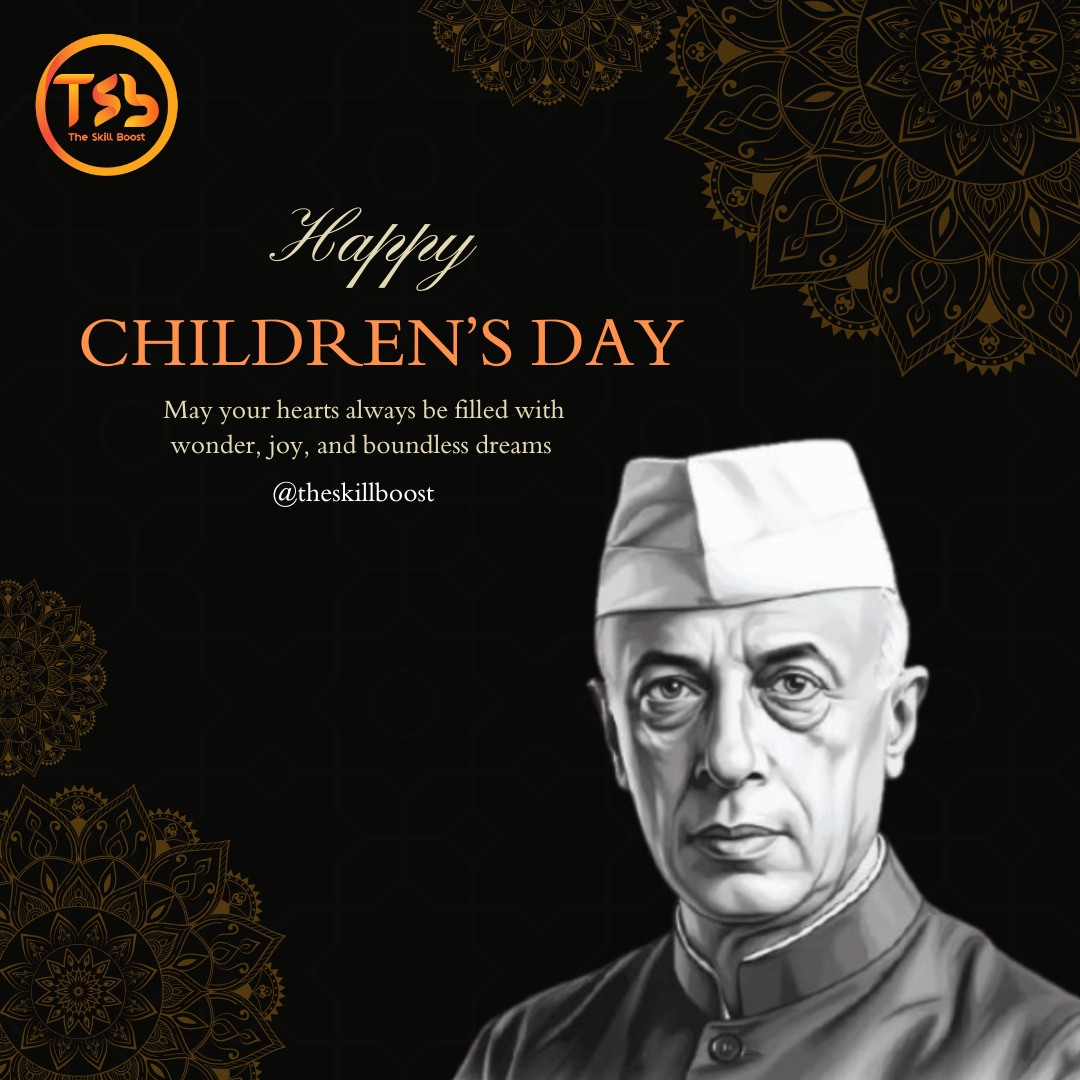 TSb
The Skill Boost
Happy
CHILDREN’S DAY
May your hearts always be filled with
wonder, joy, and boundless dreams
@theskillboost